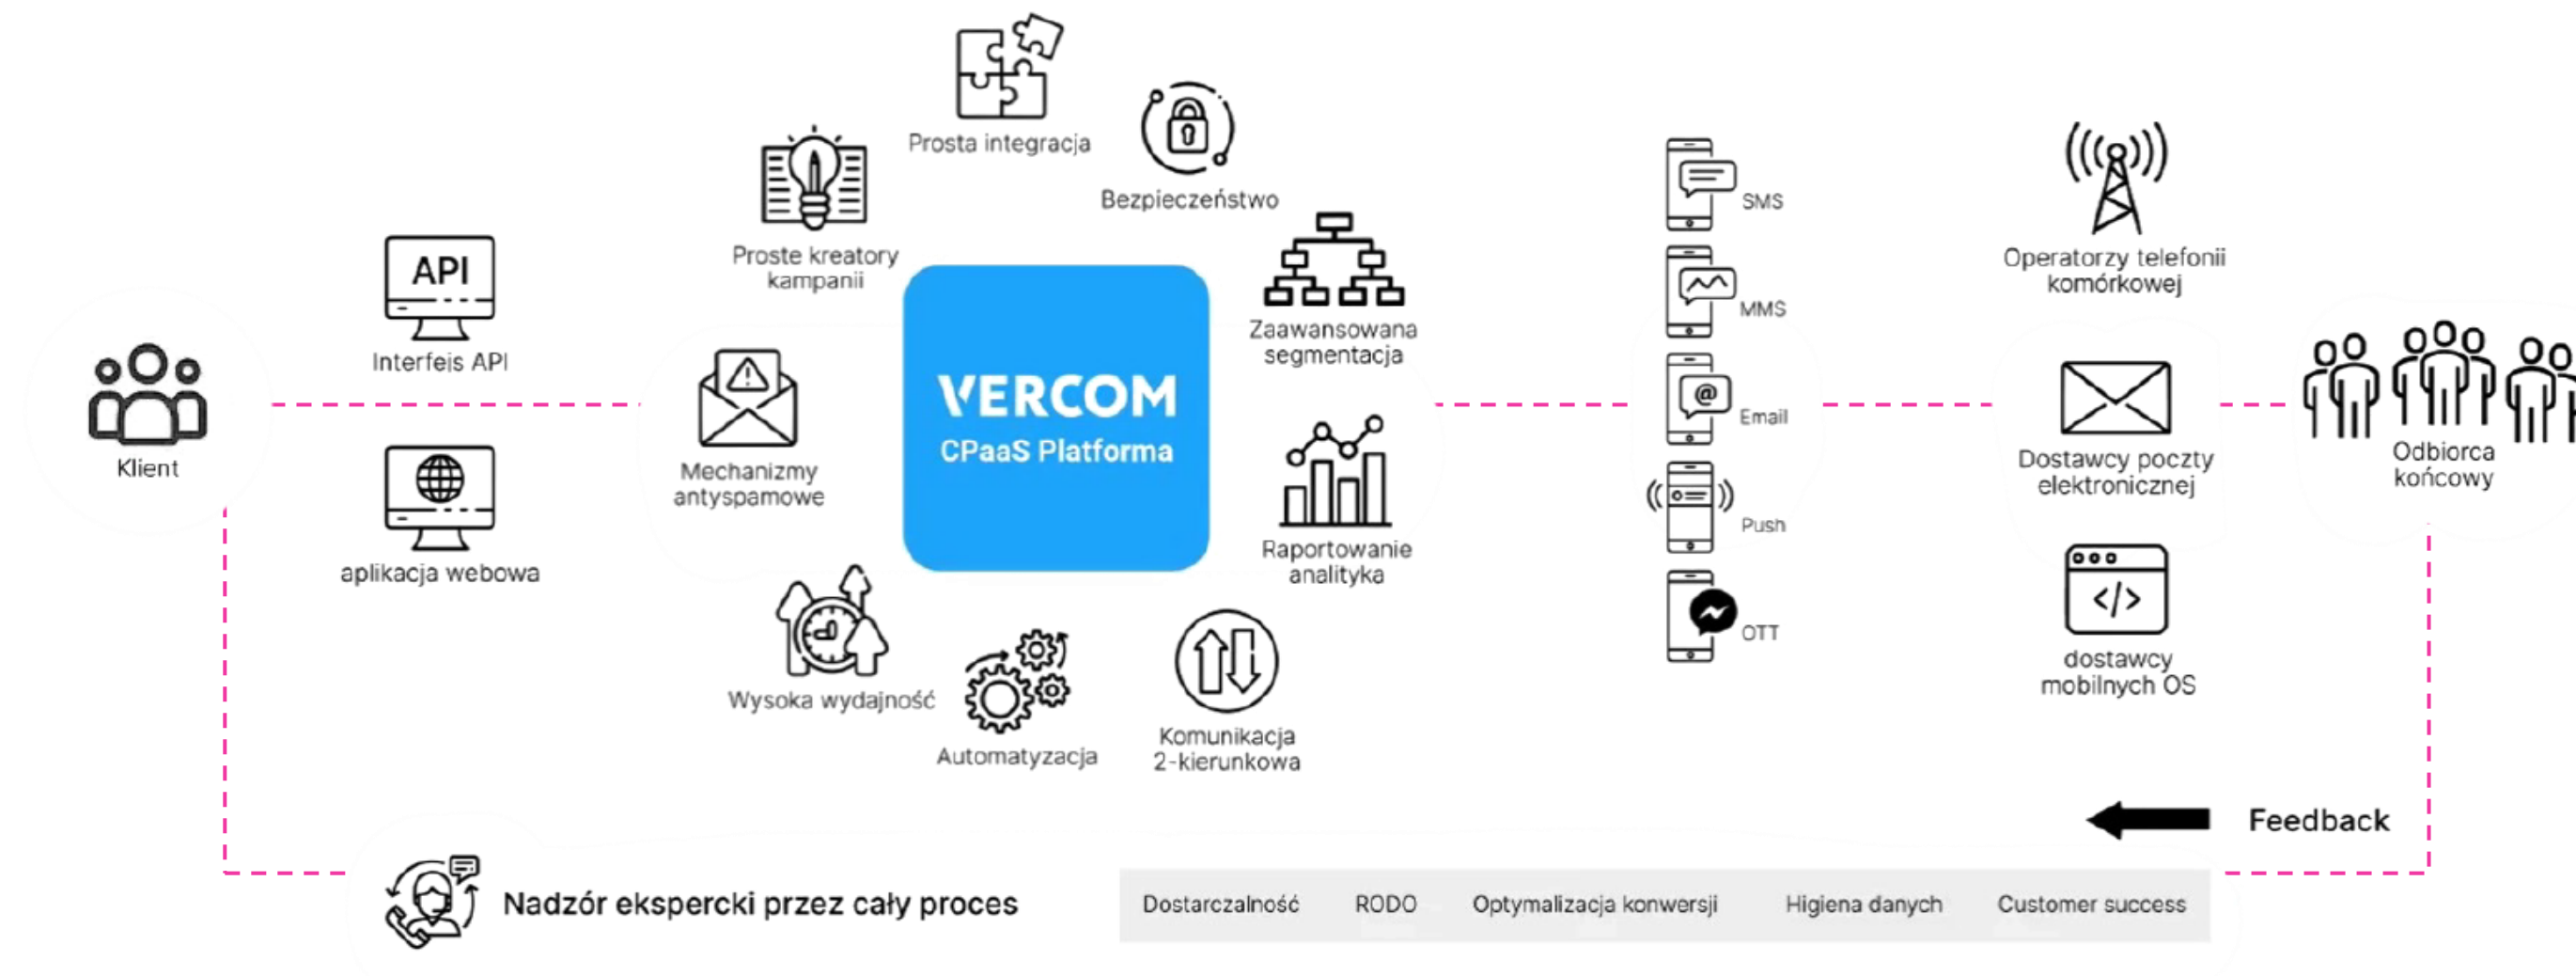 Prosta integracja
Bezpieczeństwo
Proste kreatory
kampanii
API
Interfejs API
Klient
aplikacja webowa
Mechanizmy
antyspamowe
VERCOM
CPaaS Platforma
Zaawansowana
segmentacja
Raportowanie
analityka
Wysoka wydajność
Automatyzacja
Komunikacja
2-kierunkowa
SMS
MMS
@
Email
Push
OTT
Operatorzy telefonii
komórkowej
Dostawcy poczty
elektronicznej
</>
dostawcy
mobilnych OS
Odbiorca
końcowy
Feedback
Nadzór ekspercki przez cały proces
Dostarczalność RODO Optymalizacja konwersji Higiena danych Customer success